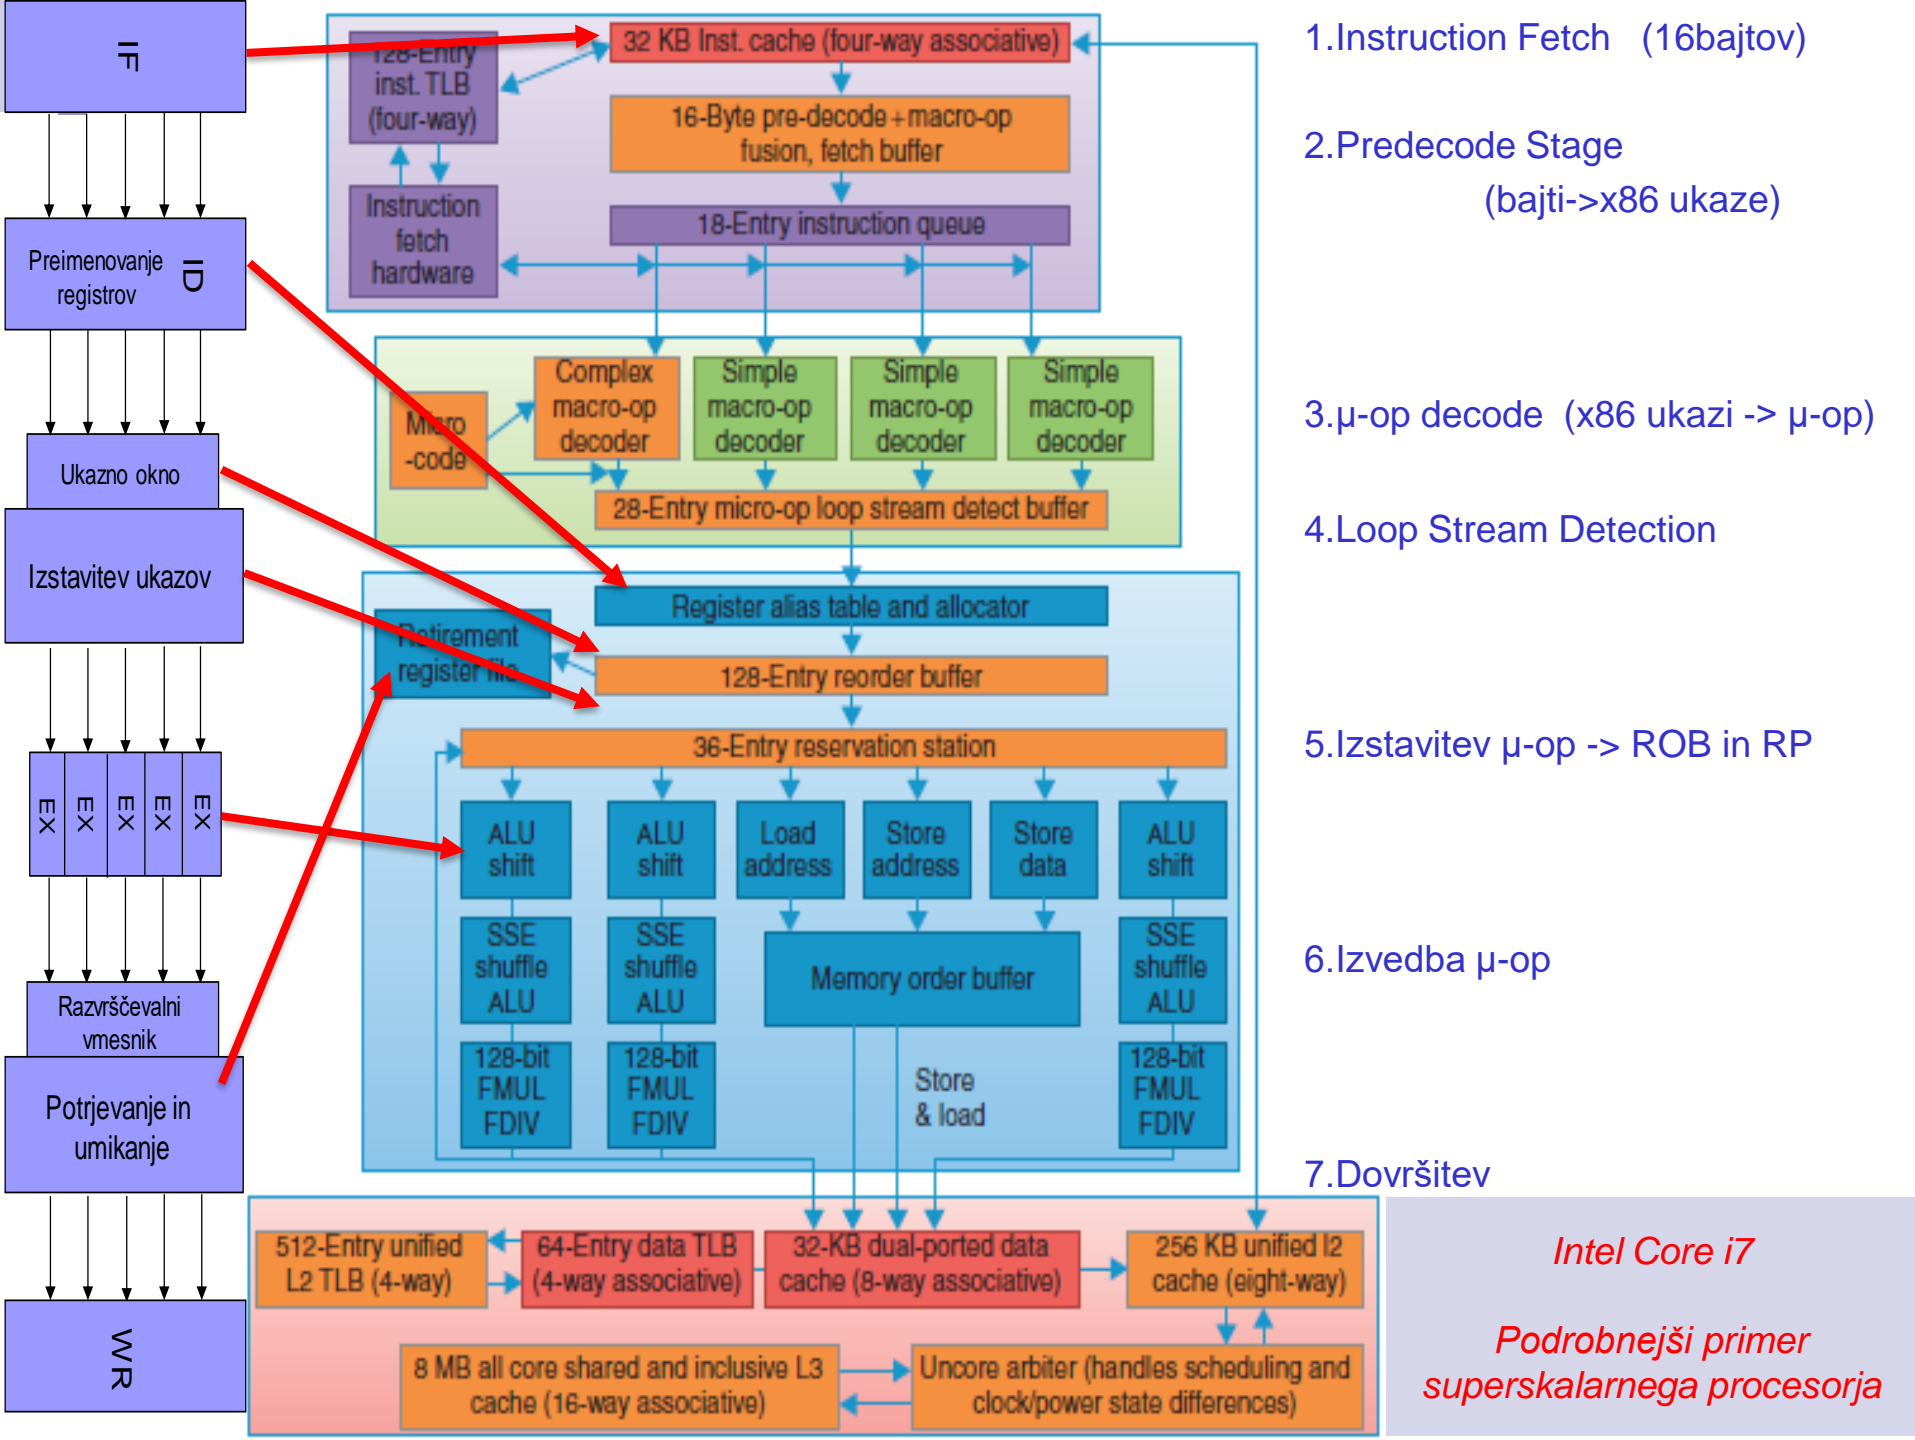 IF
Preimenovanje
registrov
ID
Ukazno okno
Izstavitev ukazov
EX
EX
EX
EX
EX
Razvrščevalni
vmesnik
Potrjevanje in
umikanje
WR
128-Entry
inst. TLB
(four-way)
32 KB Inst. cache (four-way associative)
16-Byte pre-decode+macro-op
fusion, fetch buffer
Instruction
fetch
hardware
18-Entry instruction queue
Micro
-code
Complex
macro-op
decoder
Simple
macro-op
decoder
Simple
macro-op
decoder
Simple
macro-op
decoder
28-Entry micro-op loop stream detect buffer
Register alias table and allocator
Retirement
register file
128-Entry reorder buffer
36-Entry reservation station
ALU
shift
ALU
shift
Load
address
Store
address
Store
data
ALU
shift
SSE
shuffle
ALU
SSE
shuffle
ALU
Memory order buffer
SSE
shuffle
ALU
128-bit
FMUL
FDIV
128-bit
FMUL
FDIV
Store
& load
128-bit
FMUL
FDIV
512-Entry unified
L2 TLB (4-way)
64-Entry data TLB
(4-way associative)
32-KB dual-ported data
cache (8-way associative)
256 KB unified l2
cache (eight-way)
8 MB all core shared and inclusive L3
cache (16-way associative)
Uncore arbiter (handles scheduling and
clock/power state differences)
1.Instruction Fetch (16bajtov)
2.Predecode Stage
(bajti->x86 ukaze)
3.μ-op decode (x86 ukazi -> μ-op)
4.Loop Stream Detection
5.Izstavitev μ-op -> ROB in RP
6.Izvedba μ-op
7.Dovršitev
Intel Core i7
Podrobnejši primer
superskalarnega procesorja